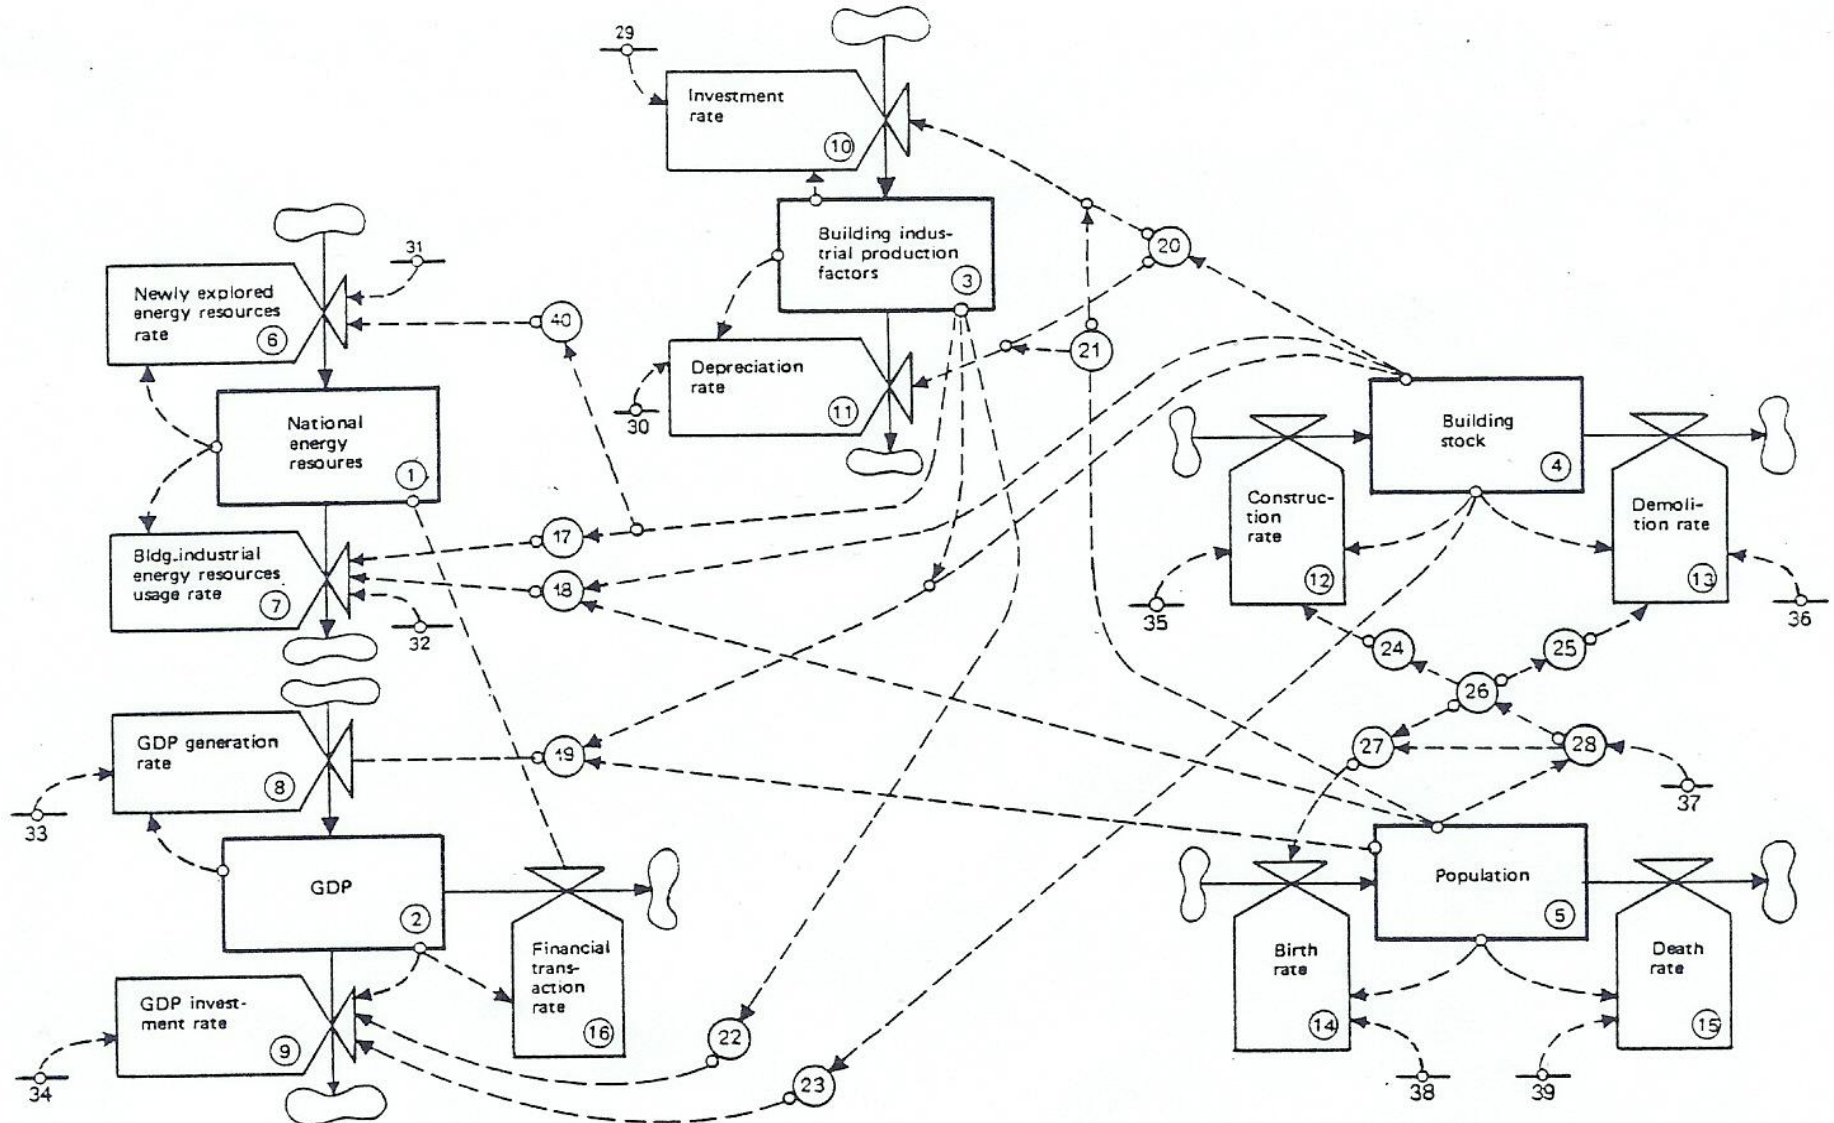 29
Investment
rate
10
31
Newly explored
energy resources
rate
6
40
Building indus-
trial production
factors
3
20
21
Depreciation
rate
11
30
National
energy
resoures
1
Building
stock
4
Construc-
tion
rate
12
Demoli-
tion rate
13
35
36
17
18
Bldg.industrial
energy resources
usage rate
7
32
24
25
26
27
28
37
GDP generation
rate
8
33
19
GDP
2
Financial
trans-
action
rate
16
Population
5
Birth
rate
14
Death
rate
15
GDP invest-
ment rate
9
34
22
23
38
39